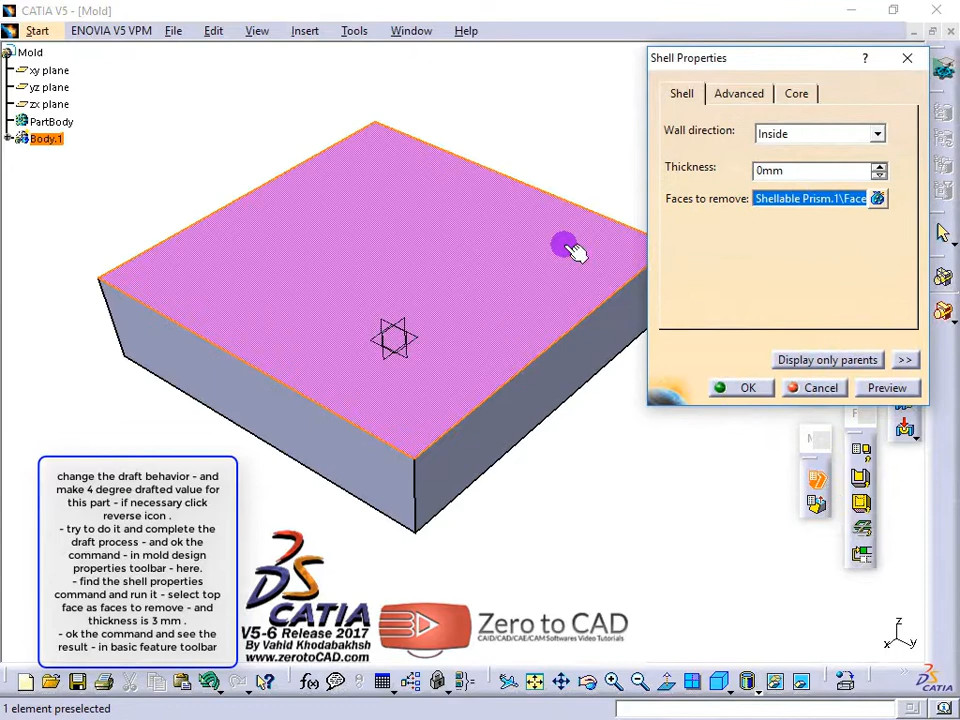 CATIA V5 - [Mold]
Start ENOVIA V5 VPM File Edit View Insert Tools Window Help
Mold
xy plane
yz plane
zx plane
PartBody
Body.1
Shell Properties ? 
Shell Advanced Core
Wall direction: Inside
Thickness: 0mm
Faces to remove: Shellable Prism.1\Face
Display only parents >>
OK Cancel Preview
F
M
change the draft behavior - and
make 4 degree drafted value for
this part - if necessary click
reverse icon .
- try to do it and complete the
draft process - and ok the
command - in mold design
properties toolbar - here.
- find the shell properties
command and run it - select top
face as faces to remove - and
thickness is 3 mm .
- ok the command and see the
result - in basic feature toolbar
CATIA
V5-6 Release 2017
By Vahid Khodabakhsh
www.zerotoCAD.com
Zero to CAD
CAD/CAD/CAE/CAM Softwares Video Tutorials
z
x y
f(x)
CATIA
1 element preselected